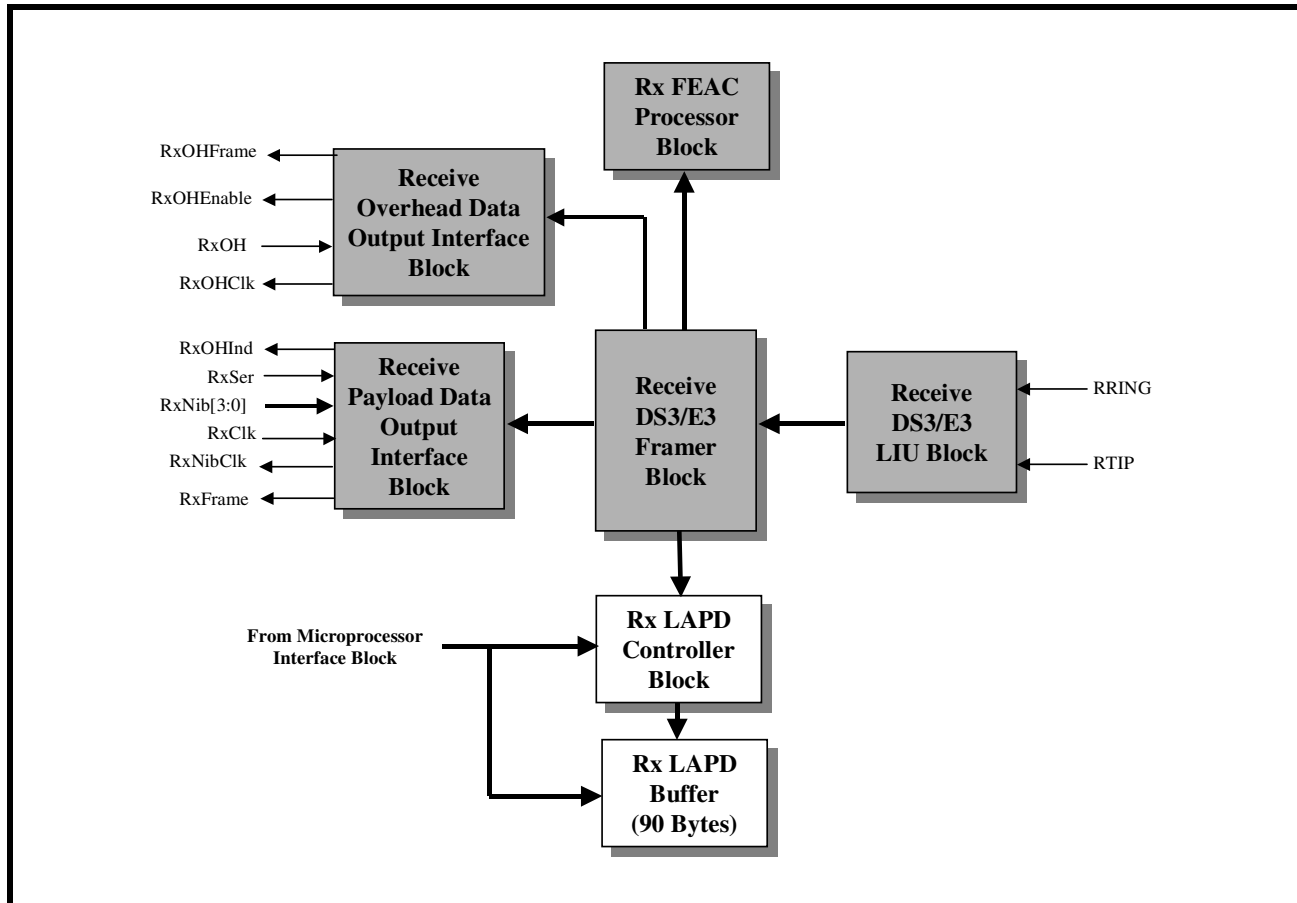 Rx FEAC
Processor
Block
RxOHFrame
RxOHEnable
RxOH
RxOHClk
Receive
Overhead Data
Output Interface
Block
RxOHInd
RxSer
RxNib[3:0]
RxClk
RxNibClk
RxFrame
Receive
Payload Data
Output
Interface
Block
Receive
DS3/E3
Framer
Block
Receive
DS3/E3
LIU Block
RRING
RTIP
From Microprocessor
Interface Block
Rx LAPD
Controller
Block
Rx LAPD
Buffer
(90 Bytes)